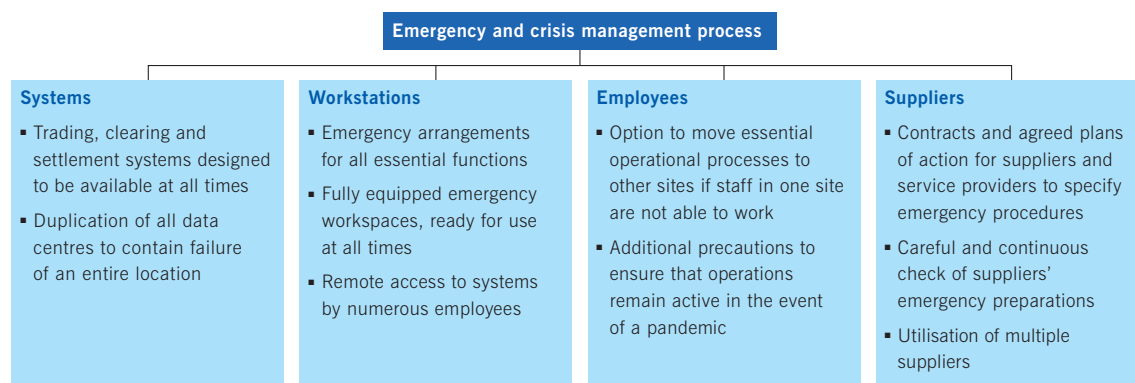 Emergency and crisis management process
Systems
▪ Trading, clearing and
settlement systems designed
to be available at all times
▪ Duplication of all data
centres to contain failure
of an entire location
Workstations
▪ Emergency arrangements
for all essential functions
▪ Fully equipped emergency
workspaces, ready for use
at all times
▪ Remote access to systems
by numerous employees
Employees
▪ Option to move essential
operational processes to
other sites if staff in one site
are not able to work
▪ Additional precautions to
ensure that operations
remain active in the event
of a pandemic
Suppliers
▪ Contracts and agreed plans
of action for suppliers and
service providers to specify
emergency procedures
▪ Careful and continuous
check of suppliers’
emergency preparations
▪ Utilisation of multiple
suppliers